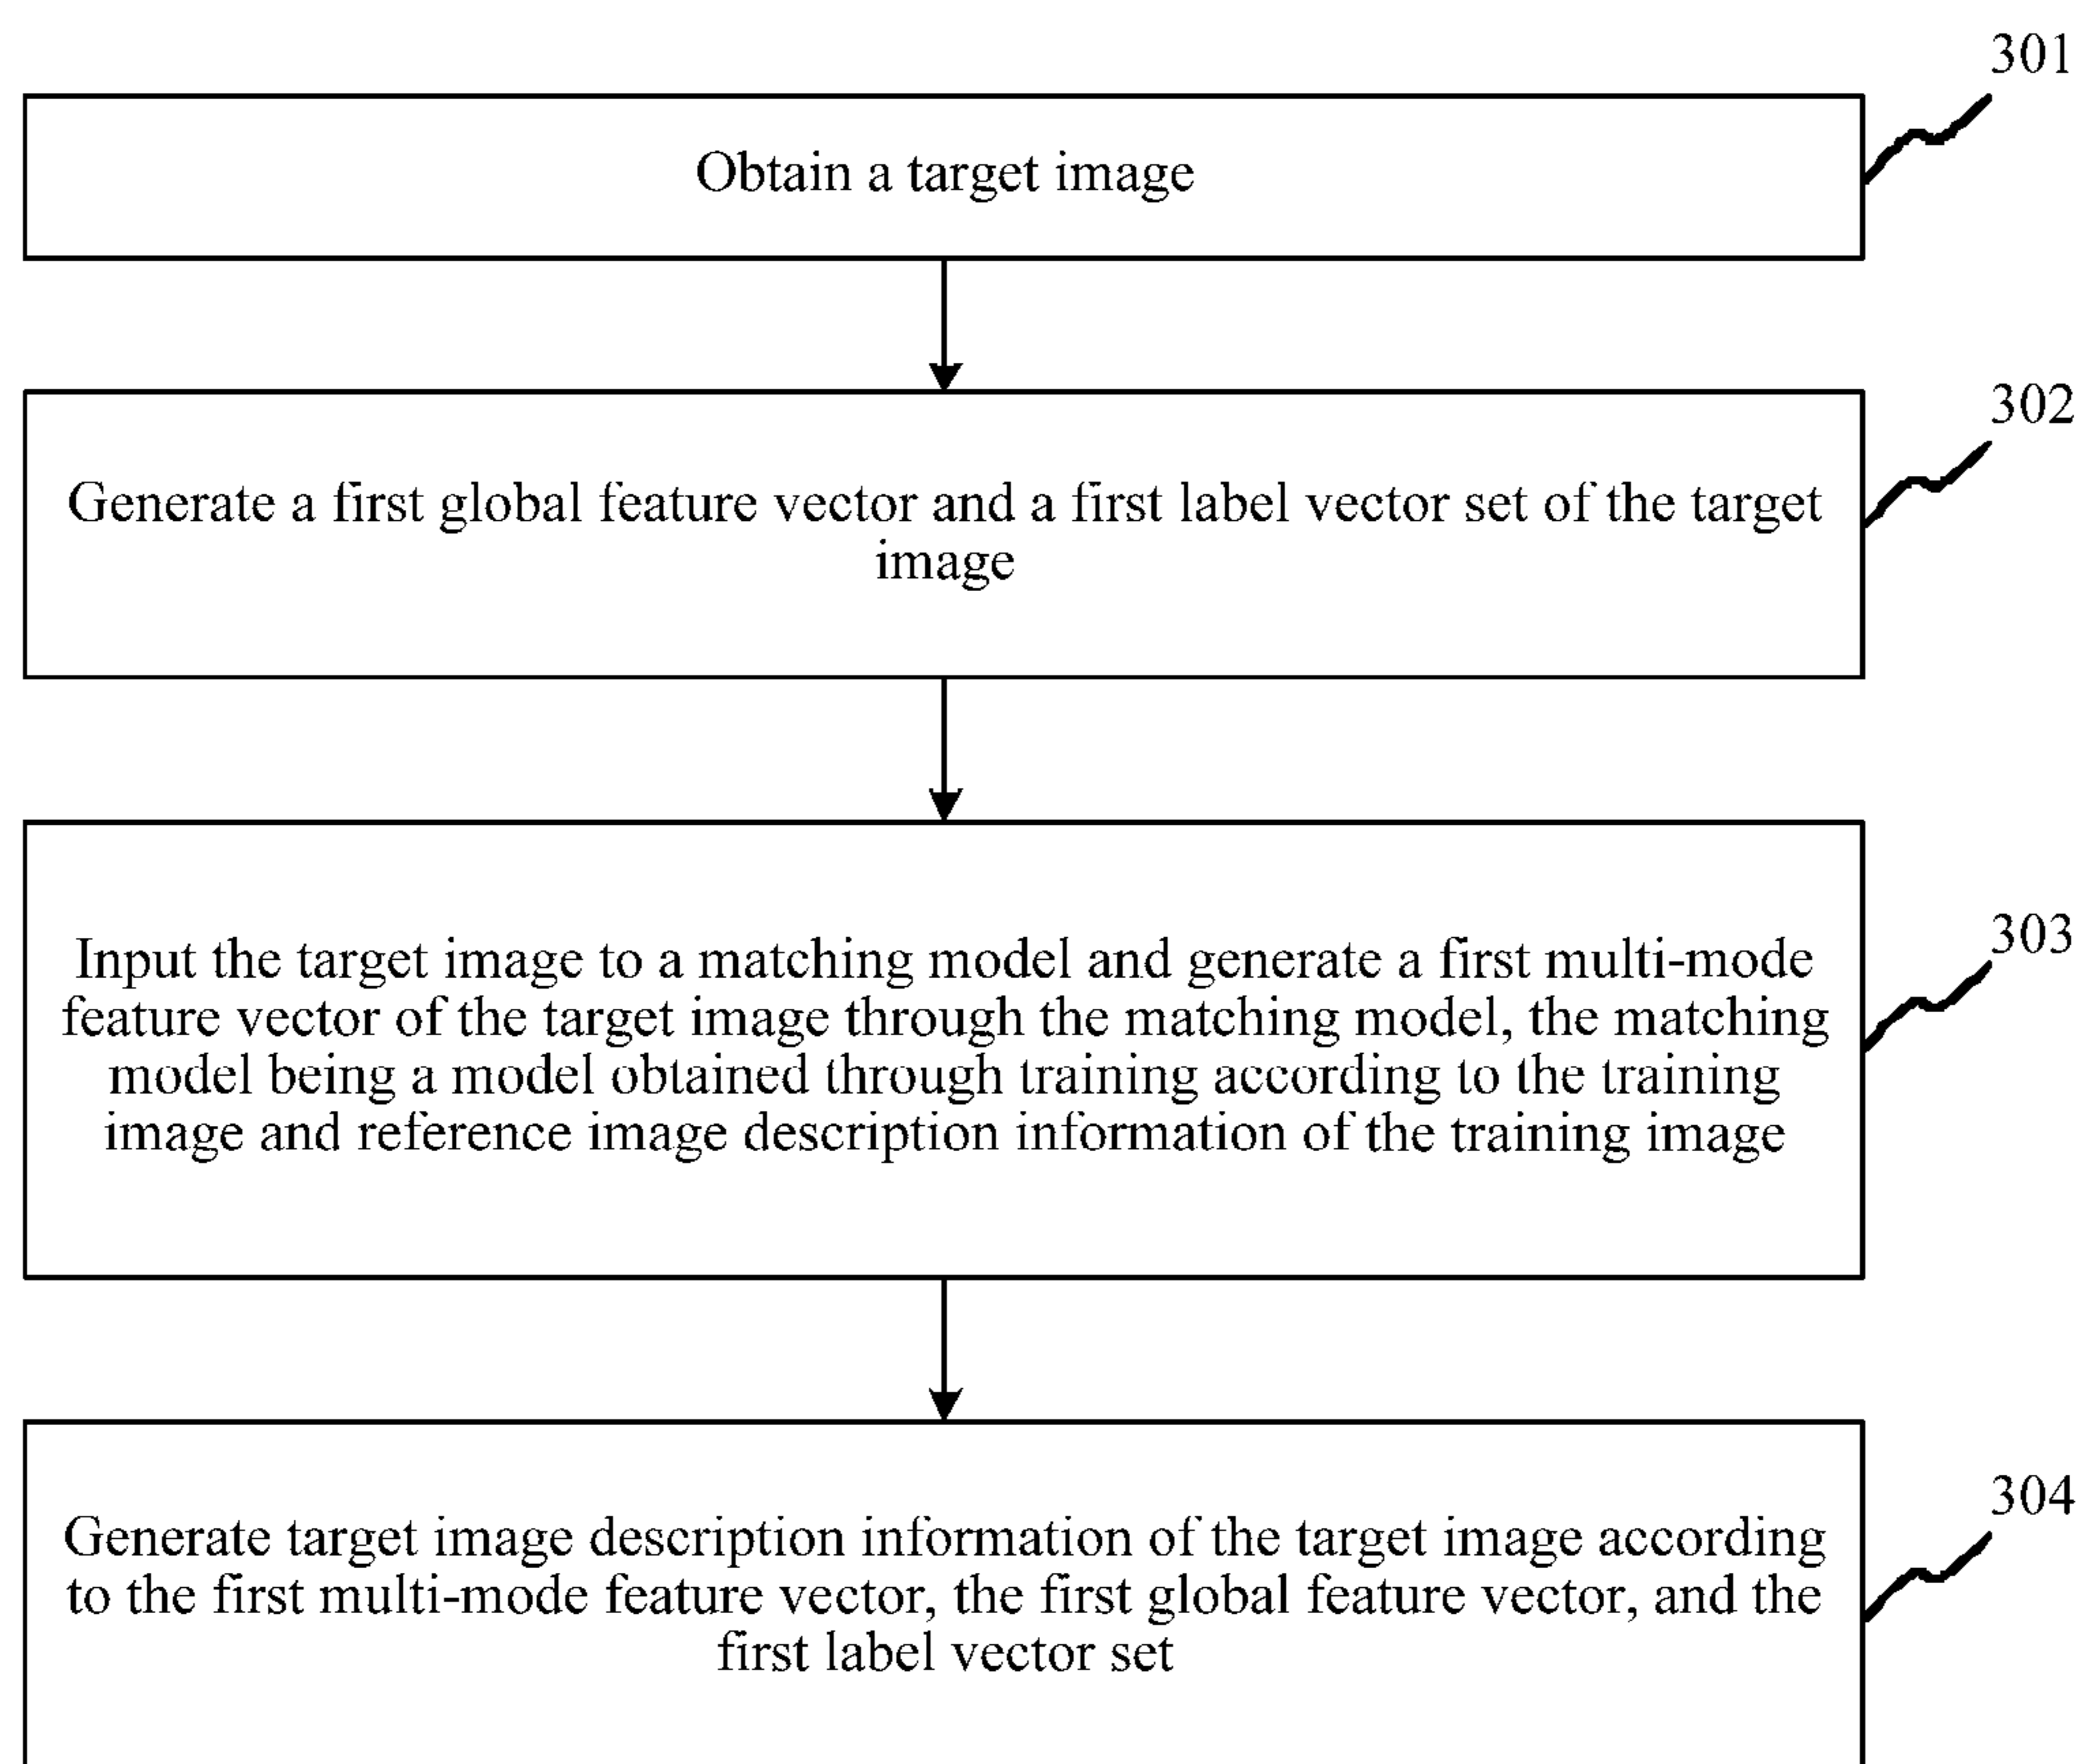 301
Obtain a target image
302
Generate a first global feature vector and a first label vector set of the target
image
303
Input the target image to a matching model and generate a first multi-mode
feature vector of the target image through the matching model, the matching
model being a model obtained through training according to the training
image and reference image description information of the training image
304
Generate target image description information of the target image according
to the first multi-mode feature vector, the first global feature vector, and the
first label vector set